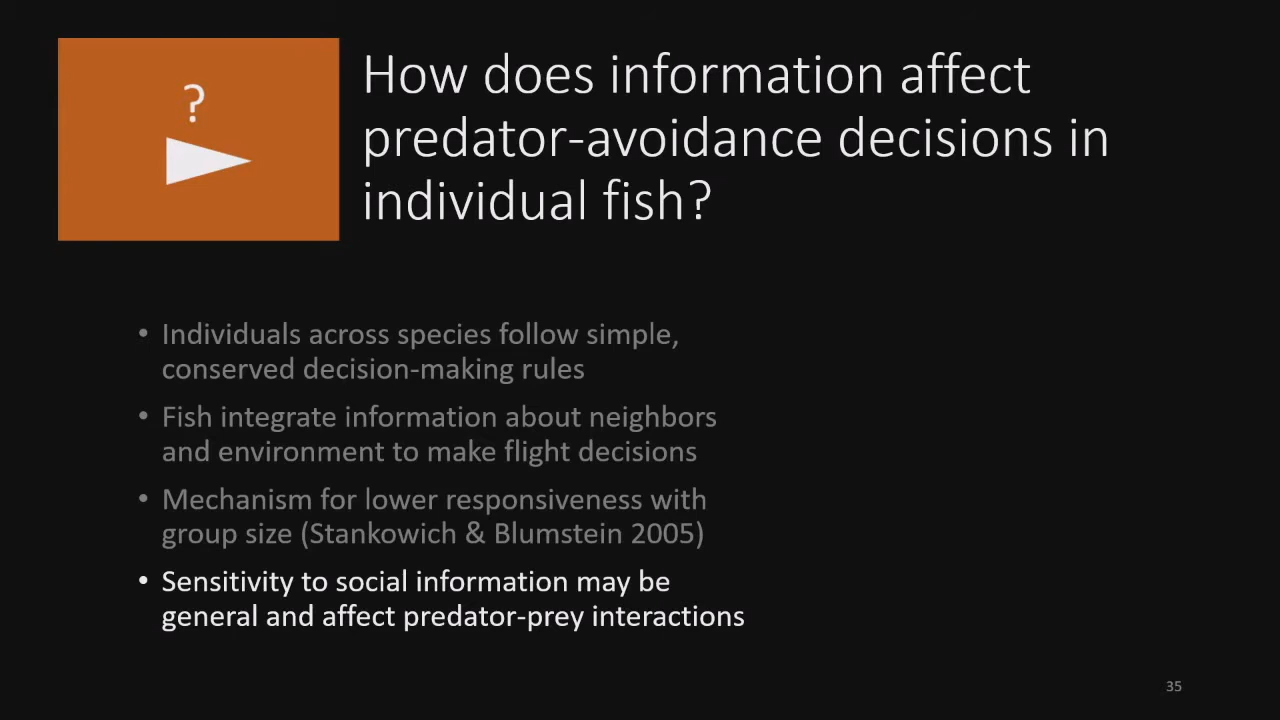 ?
How does information affect
predator-avoidance decisions in
individual fish?
• Individuals across species follow simple,
conserved decision-making rules
• Fish integrate information about neighbors
and environment to make flight decisions
• Mechanism for lower responsiveness with
group size (Stankowich & Blumstein 2005)
• Sensitivity to social information may be
general and affect predator-prey interactions
35